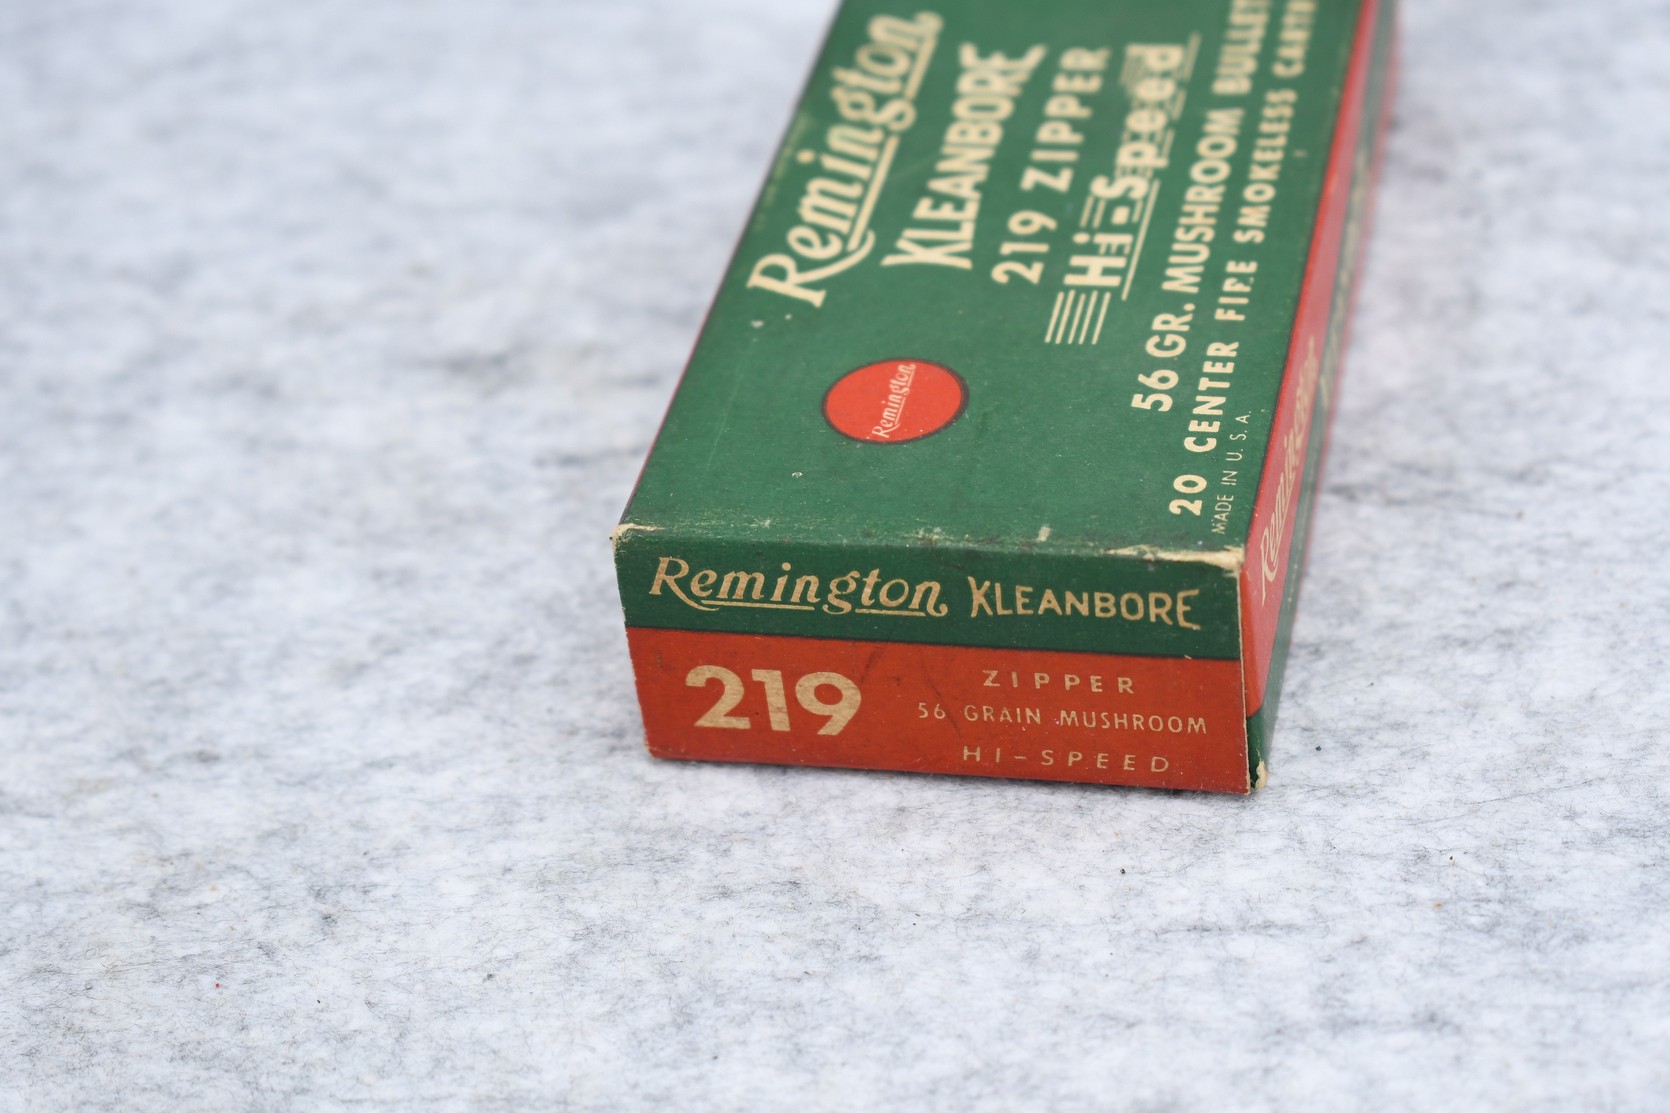 Remington
KLEANBORE
219 ZIPPER
Hi-Speed
56 GR. MUSHROOM BULLET
20 CENTER FIRE SMOKELESS
MADE IN U. S. A.
Remington
Remington KLEANBORE
219
ZIPPER
56 GRAIN MUSHROOM
HI-SPEED
Remington